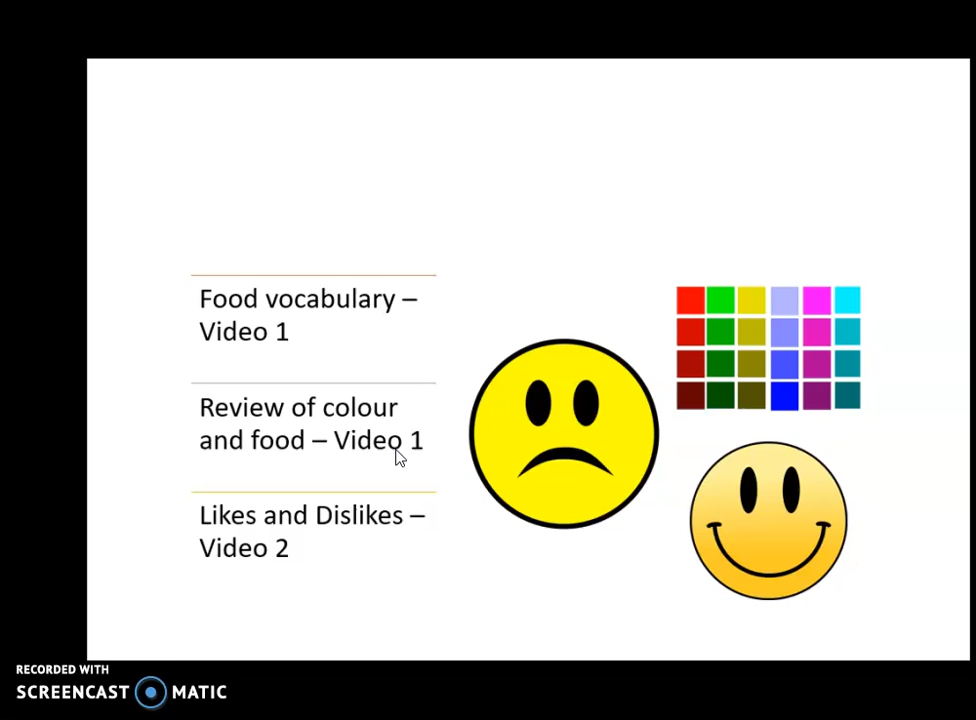 Food vocabulary –
Video 1
Review of colour
and food – Video 1
Likes and Dislikes –
Video 2
RECORDED WITH
SCREENCAST MATIC